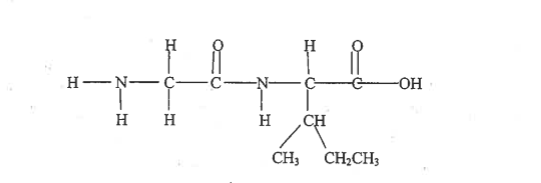 H O H O
H N C C N C C OH
H H H CH
CH₃ CH₂CH₃